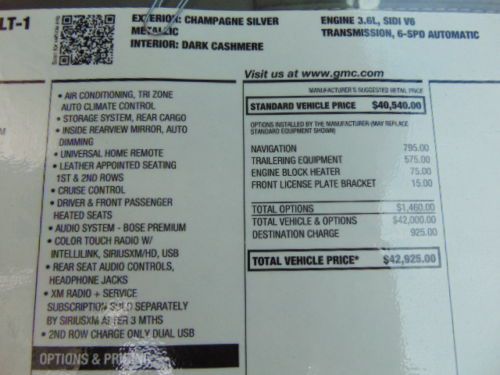 LT-1
EXTERIOR: CHAMPAGNE SILVER
METALLIC
INTERIOR: DARK CASHMERE
ENGINE 3.6L, SIDI V6
TRANSMISSION, 6-SPD AUTOMATIC
Visit us at www.gmc.com
• AIR CONDITIONING, TRI ZONE
AUTO CLIMATE CONTROL
• STORAGE SYSTEM, REAR CARGO
• INSIDE REARVIEW MIRROR, AUTO
DIMMING
• UNIVERSAL HOME REMOTE
• LEATHER APPOINTED SEATING
1ST & 2ND ROWS
• CRUISE CONTROL
• DRIVER & FRONT PASSENGER
HEATED SEATS
• AUDIO SYSTEM - BOSE PREMIUM
• COLOR TOUCH RADIO W/
INTELLILINK, SIRIUSXM/HD, USB
• REAR SEAT AUDIO CONTROLS,
HEADPHONE JACKS
• XM RADIO + SERVICE
SUBSCRIPTION SOLD SEPARATELY
BY SIRIUSXM AFTER 3 MTHS
• 2ND ROW CHARGE ONLY DUAL USB
OPTIONS & PRICING
MANUFACTURER'S SUGGESTED RETAIL PRICE
STANDARD VEHICLE PRICE $40,540.00
OPTIONS INSTALLED BY THE MANUFACTURER (MAY REPLACE
STANDARD EQUIPMENT SHOWN)
NAVIGATION 795.00
TRAILERING EQUIPMENT 575.00
ENGINE BLOCK HEATER 75.00
FRONT LICENSE PLATE BRACKET 15.00
TOTAL OPTIONS $1,460.00
TOTAL VEHICLE & OPTIONS $42,000.00
DESTINATION CHARGE 925.00
TOTAL VEHICLE PRICE* $42,925.00